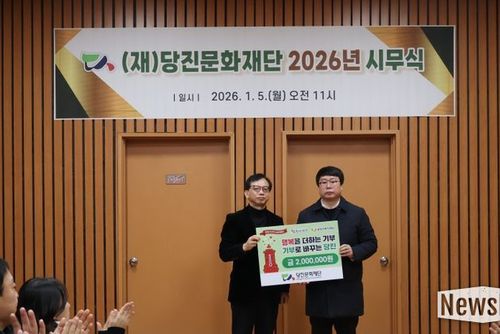 (재)당진문화재단 2026년 시무식
| 일시 | 2026. 1. 5.(월) 오전 11시
행복을 더하는 기부
기부로 바꾸는 당진
금 2,000,000원
당진문화재단
News